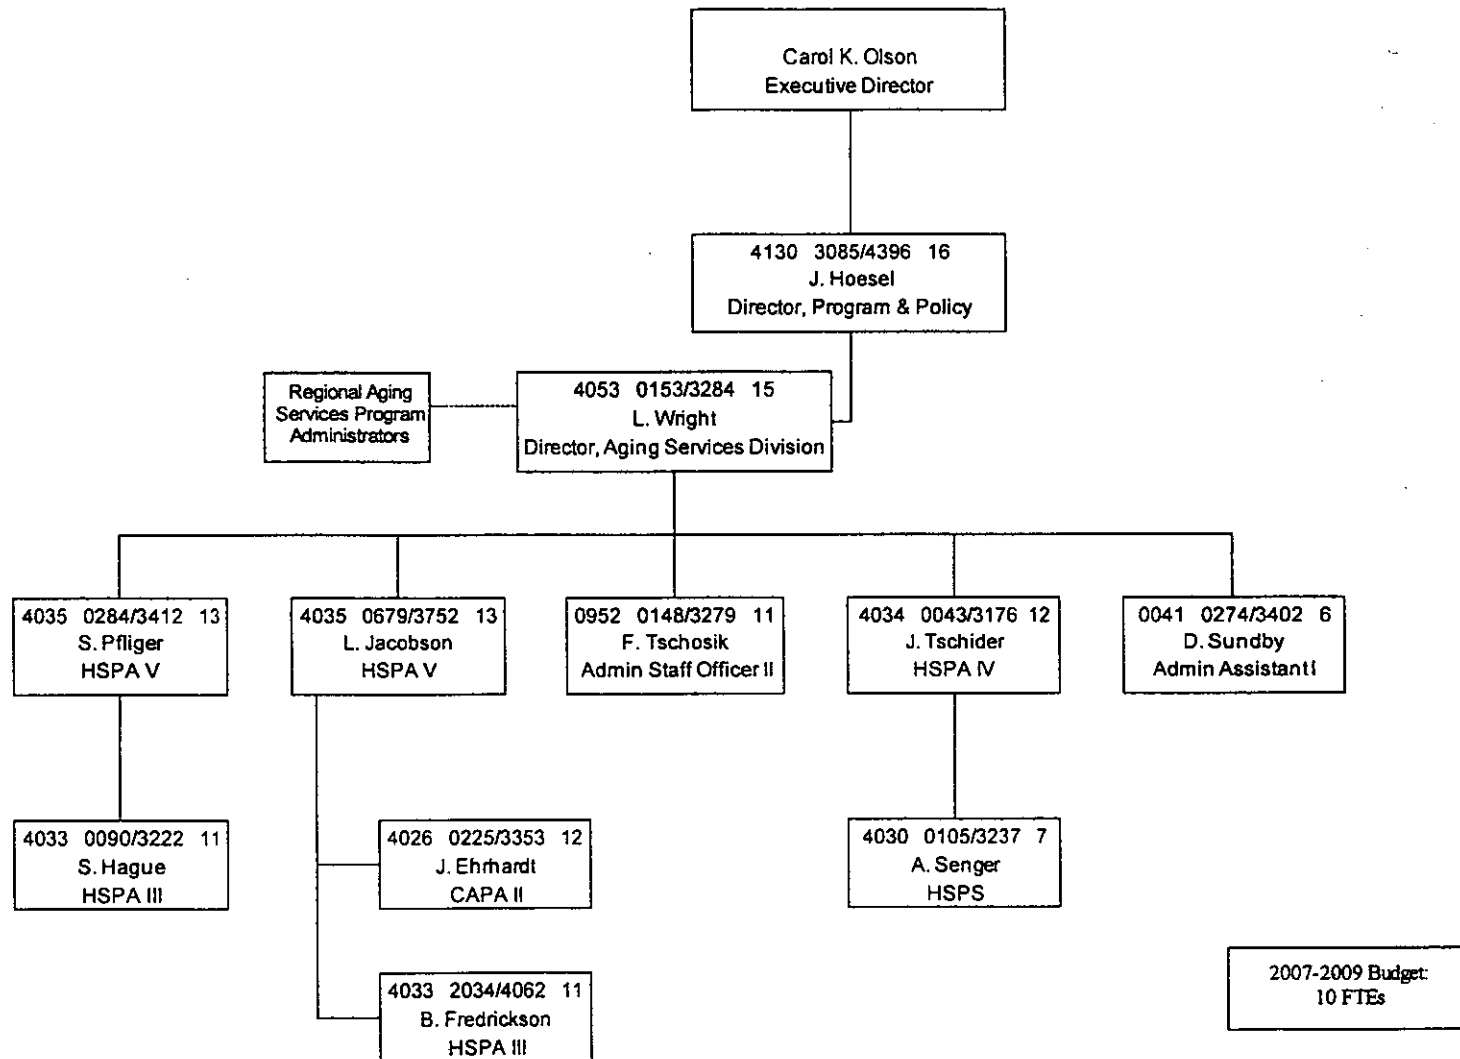 Carol K. Olson
Executive Director
4130 3085/4396 16
J. Hoesel
Director, Program & Policy
Regional Aging
Services Program
Administrators
4053 0153/3284 15
L. Wright
Director, Aging Services Division
4035 0284/3412 13
S. Pfliger
HSPA V
4035 0679/3752 13
L. Jacobson
HSPA V
0952 0148/3279 11
F. Tschosik
Admin Staff Officer II
4034 0043/3176 12
J. Tschider
HSPA IV
0041 0274/3402 6
D. Sundby
Admin Assistant I
4033 0090/3222 11
S. Hague
HSPA III
4026 0225/3353 12
J. Ehrhardt
CAPA II
4030 0105/3237 7
A. Senger
HSPS
4033 2034/4062 11
B. Fredrickson
HSPA III
2007-2009 Budget:
10 FTEs